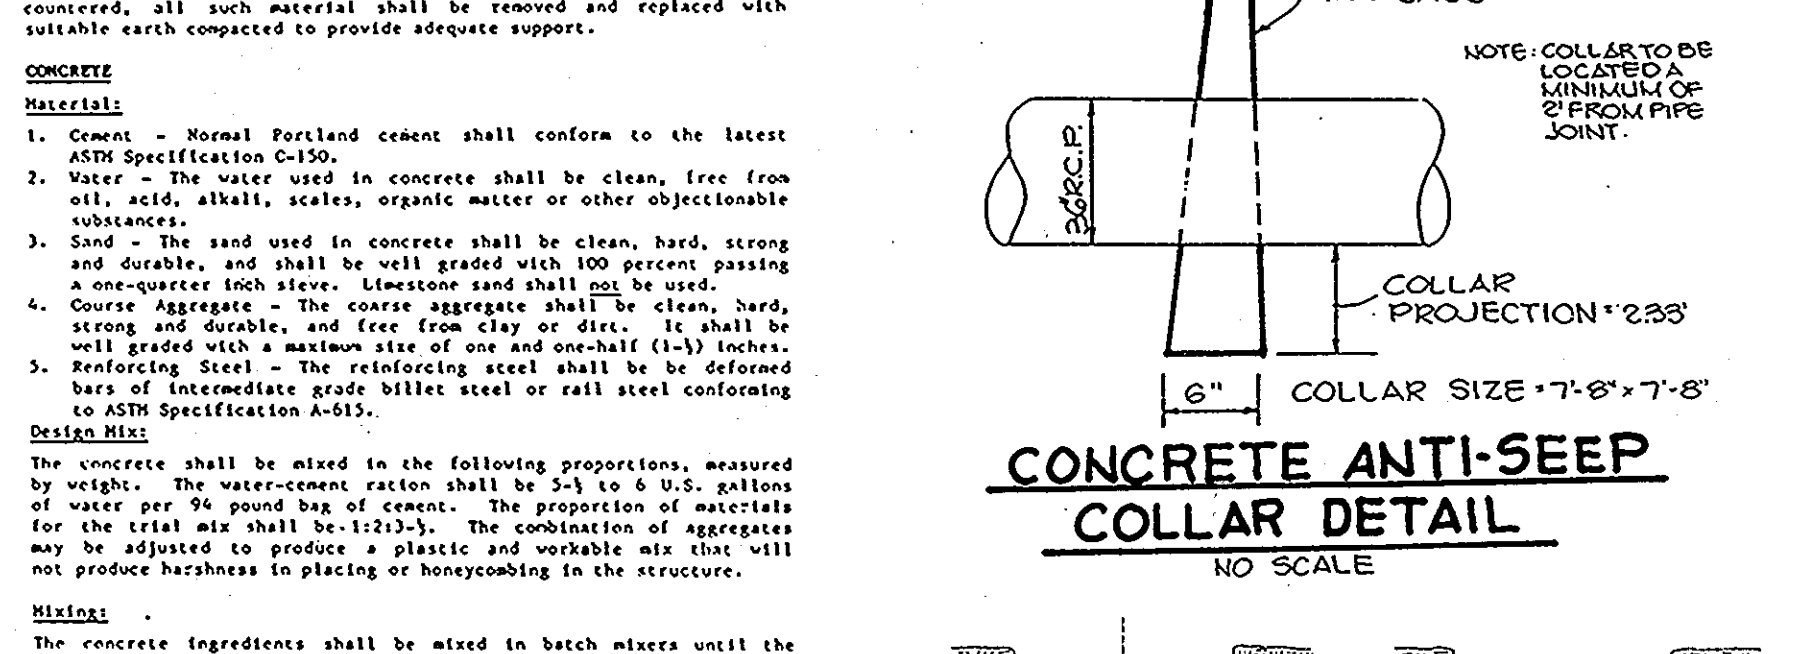 countered, all such material shall be removed and replaced with
suitable earth compacted to provide adequate support.
CONCRETE
Material:
1. Cement - Normal Portland cement shall conform to the latest
ASTM Specification C-150.
2. Water - The water used in concrete shall be clean, free from
oil, acid, alkali, scales, organic matter or other objectionable
substances.
3. Sand - The sand used in concrete shall be clean, hard, strong
and durable, and shall be well graded with 100 percent passing
a one-quarter inch sieve. Limestone sand shall not be used.
4. Course Aggregate - The coarse aggregate shall be clean, hard,
strong and durable, and free from clay or dirt. It shall be
well graded with a maximum size of one and one-half (1-½) inches.
5. Renforcing Steel - The reinforcing steel shall be be deformed
bars of intermediate grade billet steel or rail steel conforming
to ASTM Specification A-615.
Design Mix:
The concrete shall be mixed in the following proportions, measured
by weight. The water-cement ration shall be 5-½ to 6 U.S. gallons
of water per 94 pound bag of cement. The proportion of materials
for the trial mix shall be 1:2:3-½. The combination of aggregates
may be adjusted to produce a plastic and workable mix that will
not produce harshness in placing or honeycombing in the structure.
Mixing:
The concrete ingredients shall be mixed in batch mixers until the
NOTE: COLLAR TO BE
LOCATED A
MINIMUM OF
2' FROM PIPE
JOINT.
36" R.C.P.
COLLAR
PROJECTION = 2.33'
6"
COLLAR SIZE = 7'-8" x 7'-8"
CONCRETE ANTI-SEEP
COLLAR DETAIL
NO SCALE